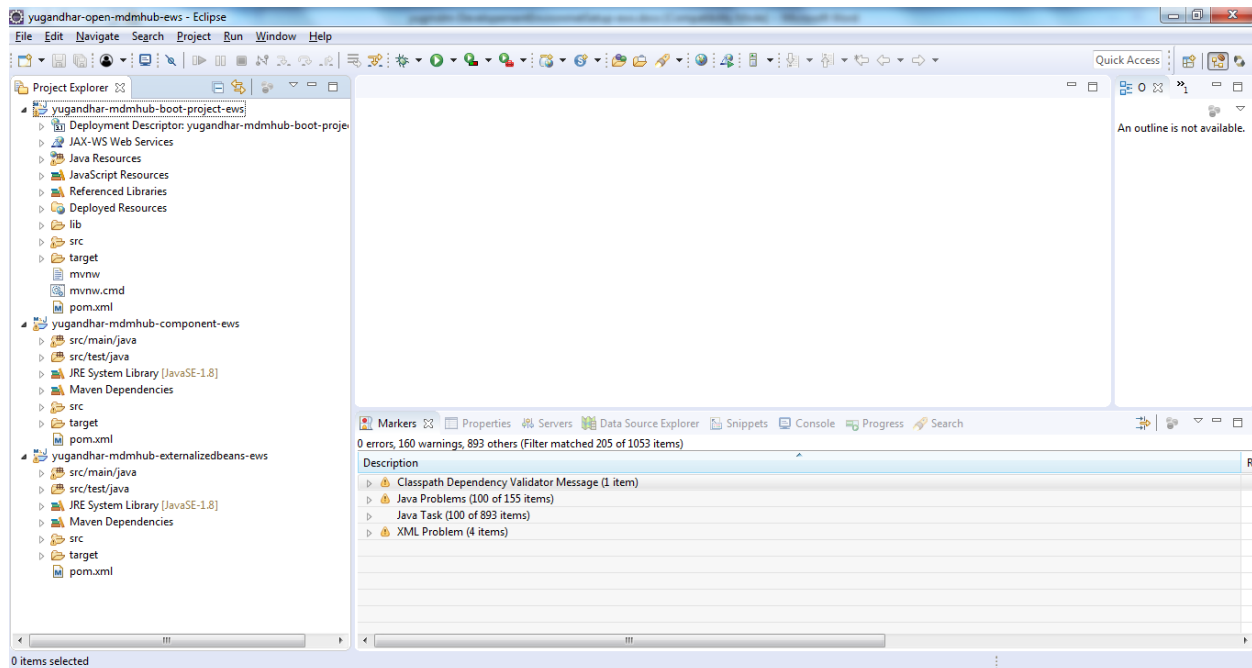 yugandhar-open-mdmhub-ews - Eclipse
File Edit Navigate Search Project Run Window Help
Quick Access
Project Explorer
yugandhar-mdmhub-boot-project-ews
Deployment Descriptor: yugandhar-mdmhub-boot-proje
JAX-WS Web Services
Java Resources
JavaScript Resources
Referenced Libraries
Deployed Resources
lib
src
target
mvnw
mvnw.cmd
pom.xml
yugandhar-mdmhub-component-ews
src/main/java
src/test/java
JRE System Library [JavaSE-1.8]
Maven Dependencies
src
target
pom.xml
yugandhar-mdmhub-externalizedbeans-ews
src/main/java
src/test/java
JRE System Library [JavaSE-1.8]
Maven Dependencies
src
target
pom.xml
O
1
An outline is not available.
Markers Properties Servers Data Source Explorer Snippets Console Progress Search
0 errors, 160 warnings, 893 others (Filter matched 205 of 1053 items)
Description R
Classpath Dependency Validator Message (1 item)
Java Problems (100 of 155 items)
Java Task (100 of 893 items)
XML Problem (4 items)
0 items selected